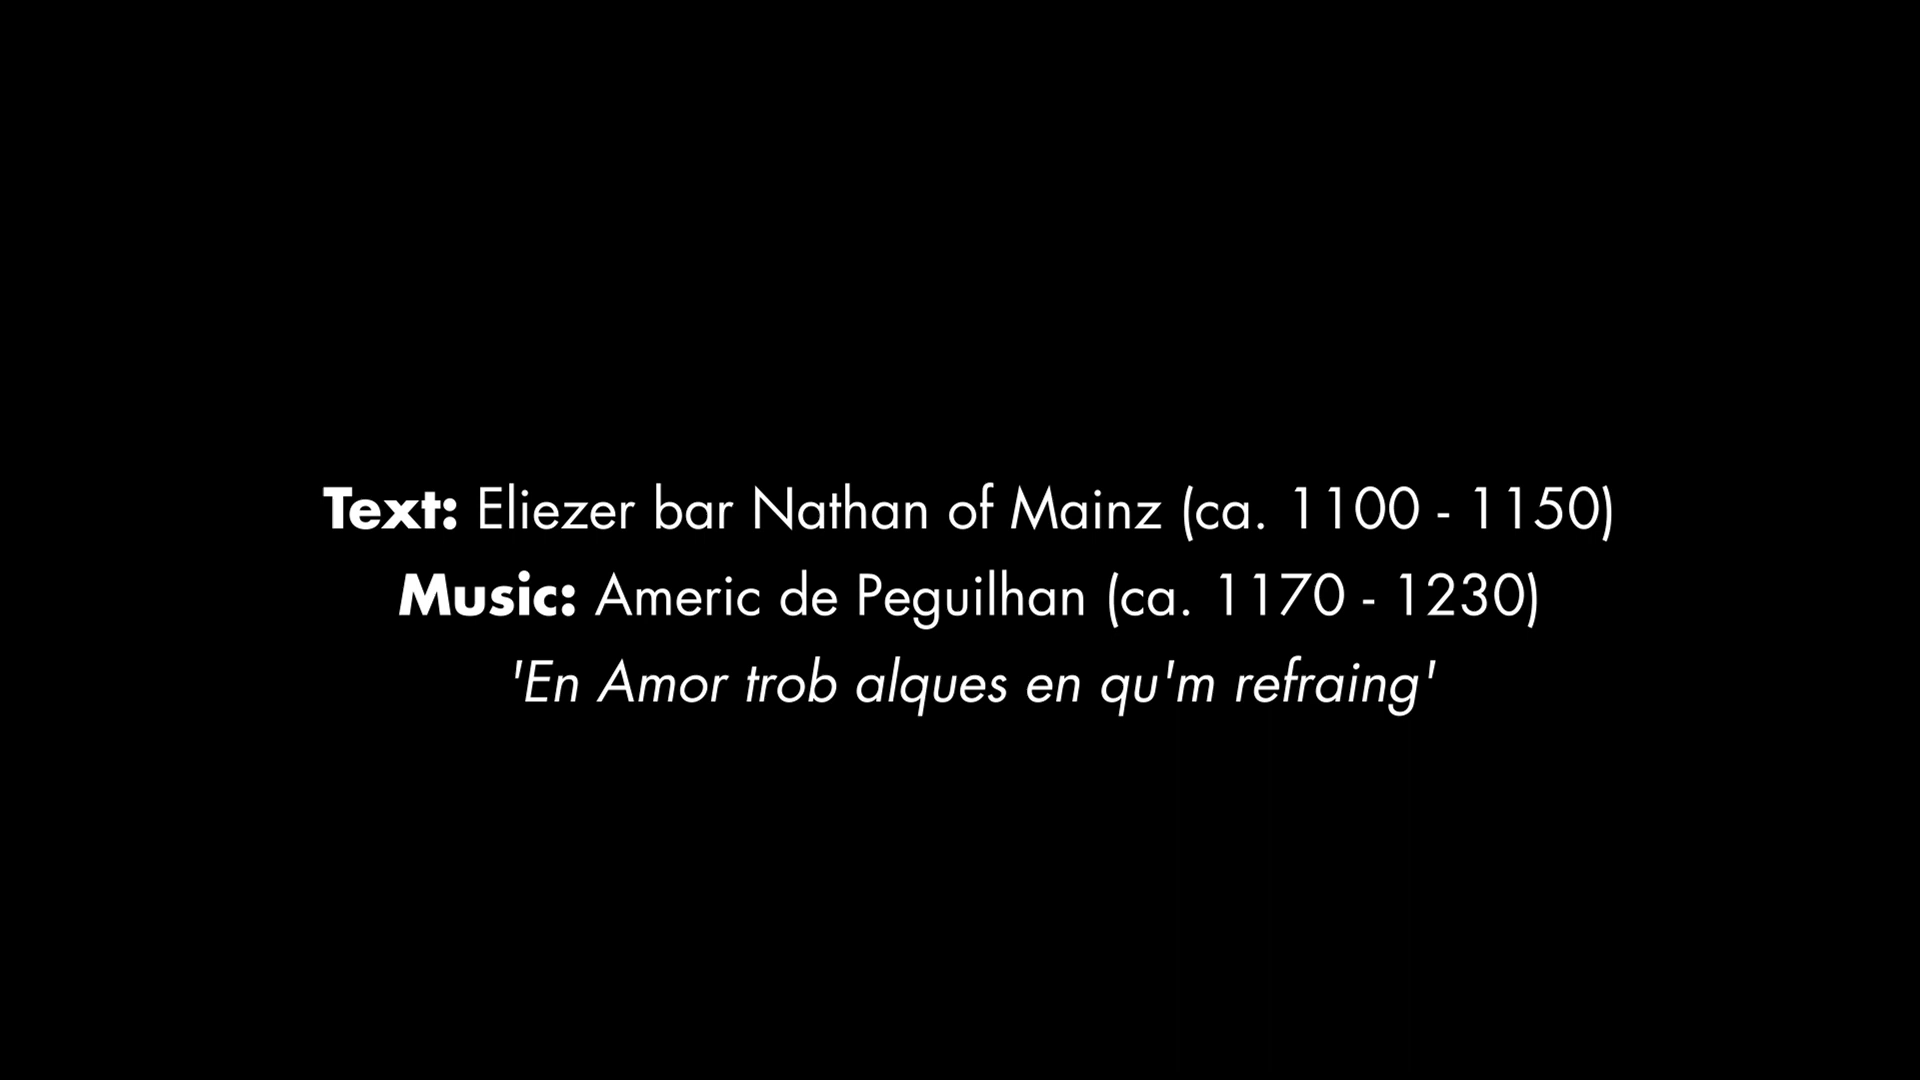 Text: Eliezer bar Nathan of Mainz (ca. 1100 - 1150)
Music: Americ de Peguilhan (ca. 1170 - 1230)
'En Amor trob alques en qu'm refraing'